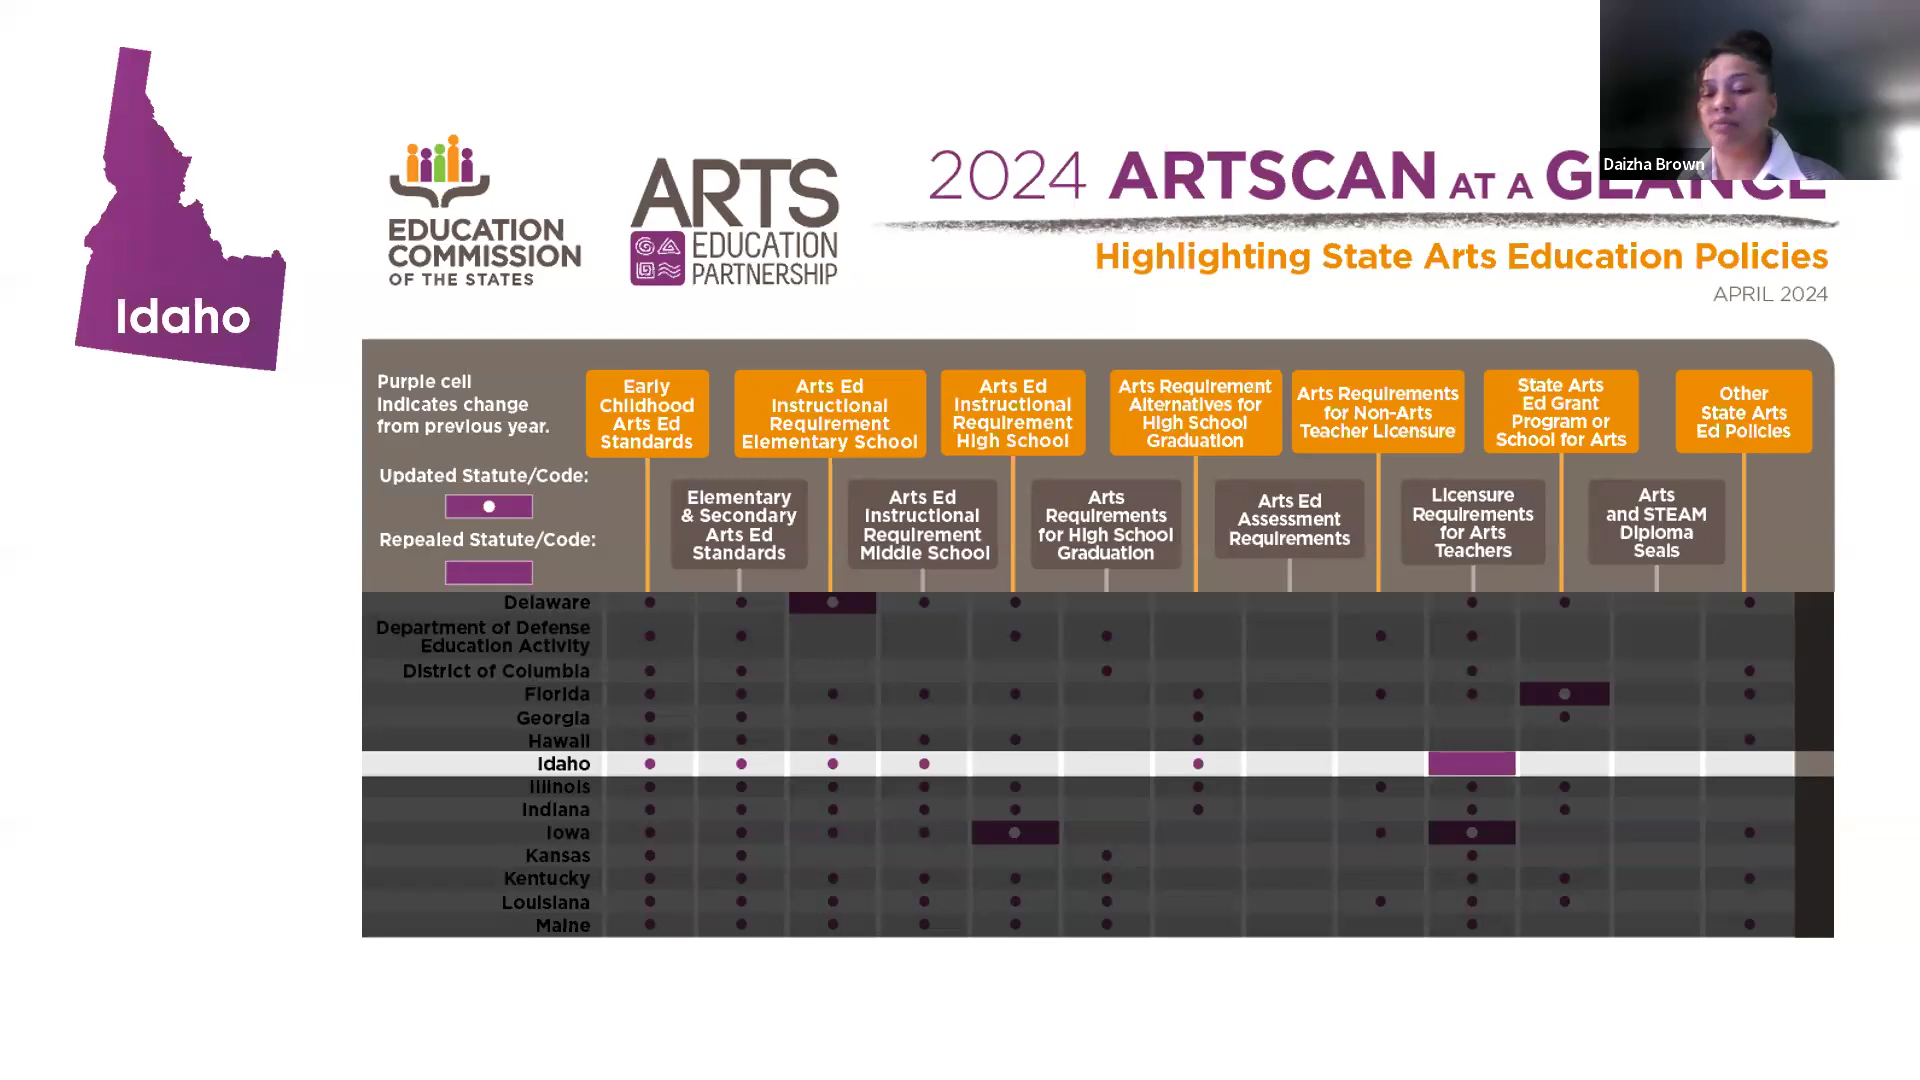 Idaho
EDUCATION
COMMISSION
OF THE STATES
ARTS
EDUCATION
PARTNERSHIP
2024 ARTSCAN AT A GLANCE
Daizha Brown
Highlighting State Arts Education Policies
APRIL 2024
Purple cell
indicates change
from previous year.
Updated Statute/Code:
Repealed Statute/Code:
Early
Childhood
Arts Ed
Standards
Elementary
& Secondary
Arts Ed
Standards
Arts Ed
Instructional
Requirement
Elementary School
Arts Ed
Instructional
Requirement
Middle School
Arts Ed
Instructional
Requirement
High School
Arts
Requirements
for High School
Graduation
Arts Requirement
Alternatives for
High School
Graduation
Arts Ed
Assessment
Requirements
Arts Requirements
for Non-Arts
Teacher Licensure
Licensure
Requirements
for Arts
Teachers
State Arts
Ed Grant
Program or
School for Arts
Arts
and STEAM
Diploma
Seals
Other
State Arts
Ed Policies
Delaware
Department of Defense
Education Activity
District of Columbia
Florida
Georgia
Hawaii
Idaho
Illinois
Indiana
Iowa
Kansas
Kentucky
Louisiana
Maine